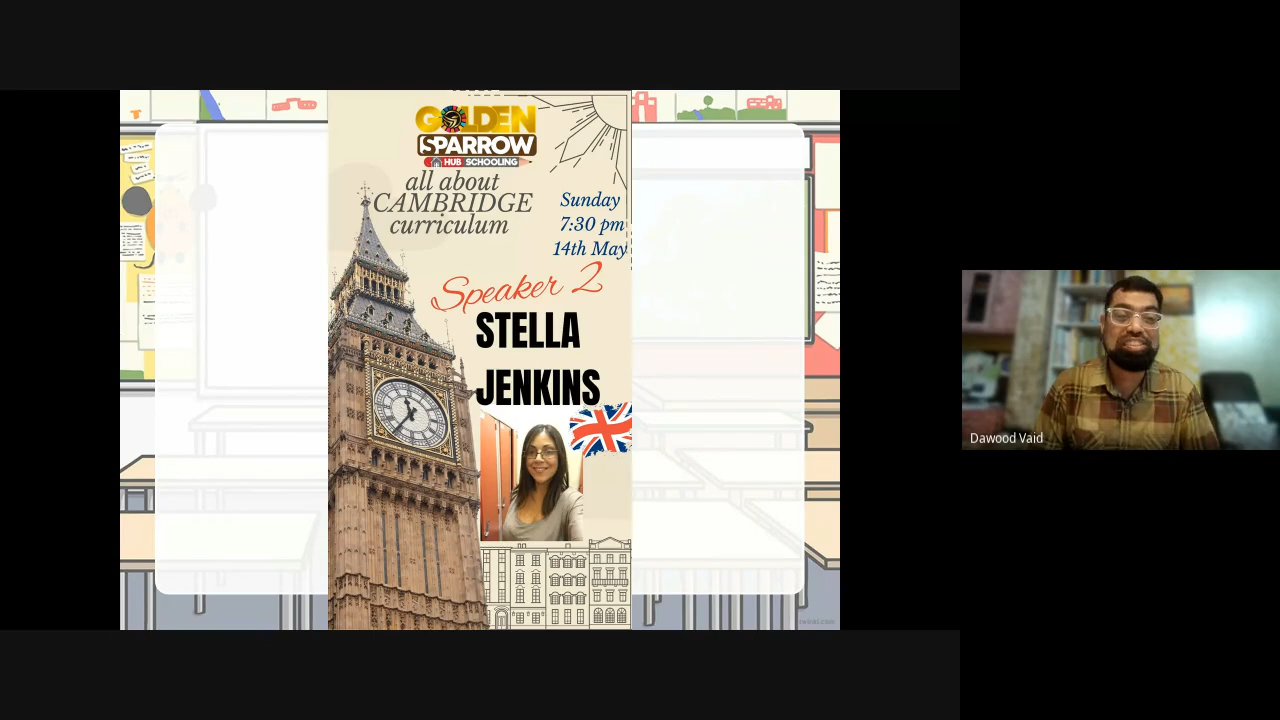 GOLDEN
SPARROW
HUB SCHOOLING
all about
CAMBRIDGE
curriculum
Sunday
7:30 pm
14th May
Speaker 2
STELLA
JENKINS
Dawood Vaid